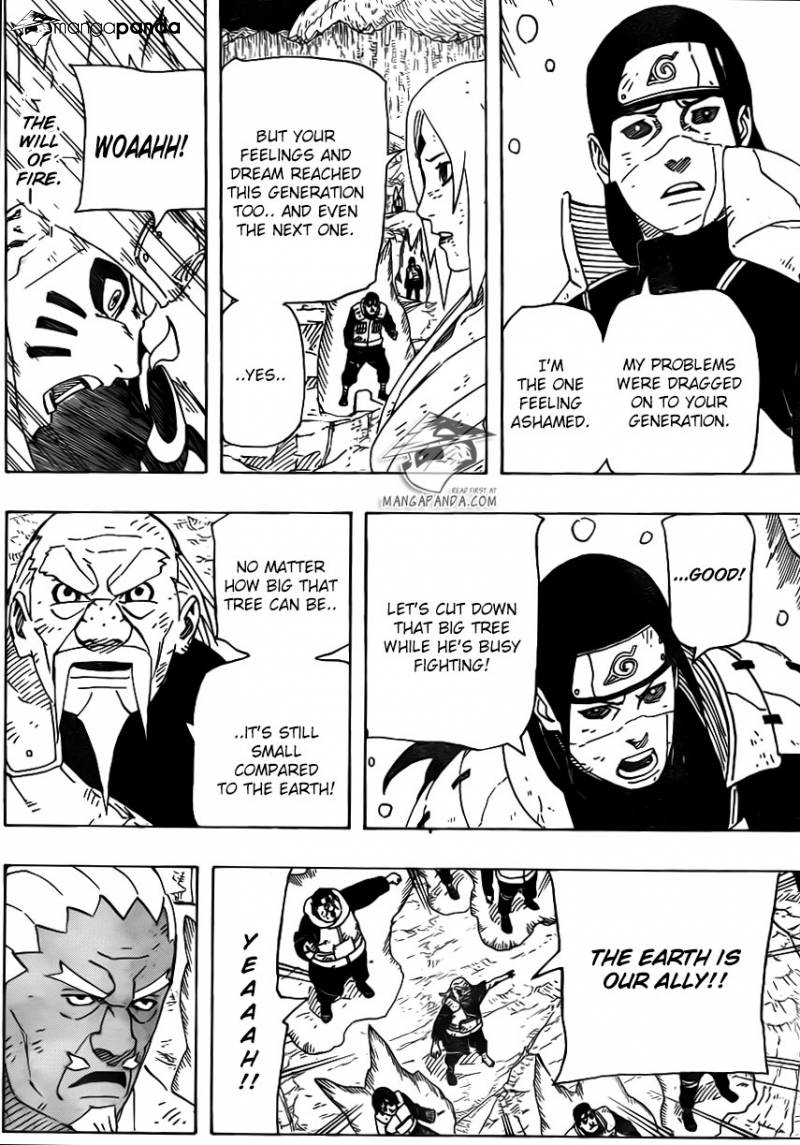 mangapanda
MY PROBLEMS
WERE DRAGGED
ON TO YOUR
GENERATION.
I'M
THE ONE
FEELING
ASHAMED.
BUT YOUR
FEELINGS AND
DREAM REACHED
THIS GENERATION
TOO.. AND EVEN
THE NEXT ONE.
..YES..
WOAAHH!
THE
WILL
OF
FIRE.
READ FIRST AT
MANGAPANDA.COM
...GOOD!
LET'S CUT DOWN
THAT BIG TREE
WHILE HE'S BUSY
FIGHTING!
NO MATTER
HOW BIG THAT
TREE CAN BE..
..IT'S STILL
SMALL
COMPARED
TO THE EARTH!
THE EARTH IS
OUR ALLY!!
YEAAAH!!